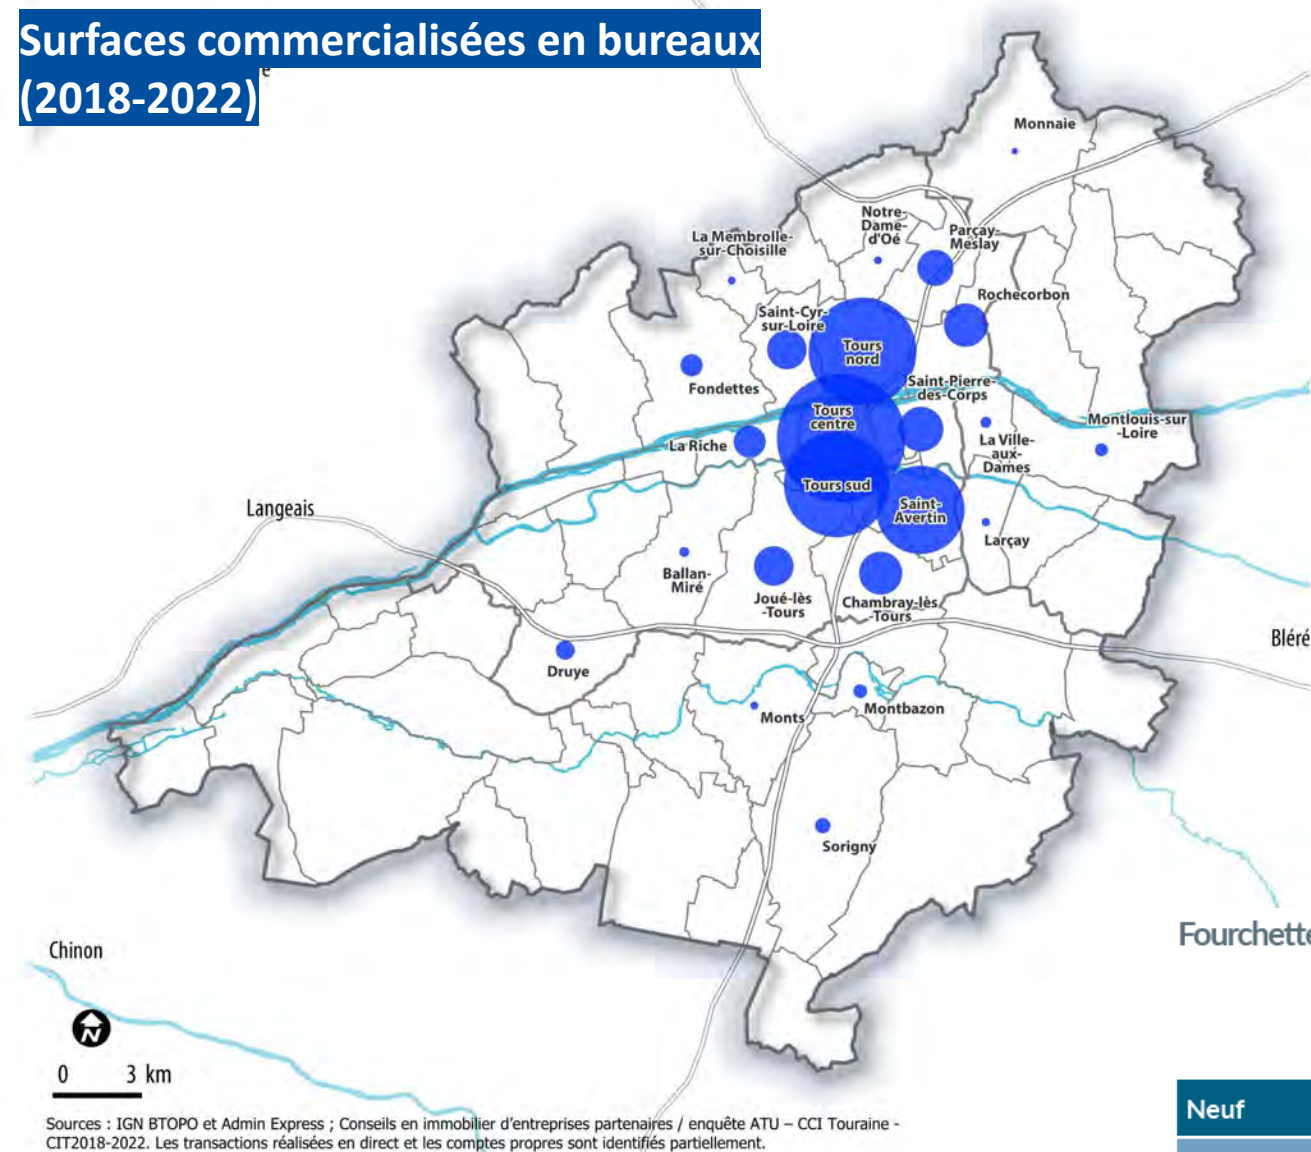 Surfaces commercialisées en bureaux
(2018-2022)
Monnaie
Notre-
Dame-
d'Oé
Parçay-
Meslay
La Membrolle-
sur-Choisille
Rochecorbon
Saint-Cyr-
sur-Loire
Tours
nord
Fondettes
Saint-Pierre-
des-Corps
Tours
centre
Montlouis-sur
-Loire
La Riche
La Ville-
aux-
Dames
Tours sud
Saint-
Avertin
Langeais
Larçay
Ballan-
Miré
Joué-lès
-Tours
Chambray-lès
-Tours
Bléré
Druye
Monts
Montbazon
Sorigny
Fourchette
Chinon
N
0 3 km
Neuf
Sources : IGN BTOPO et Admin Express ; Conseils en immobilier d'entreprises partenaires / enquête ATU – CCI Touraine -
CIT2018-2022. Les transactions réalisées en direct et les comptes propres sont identifiés partiellement.